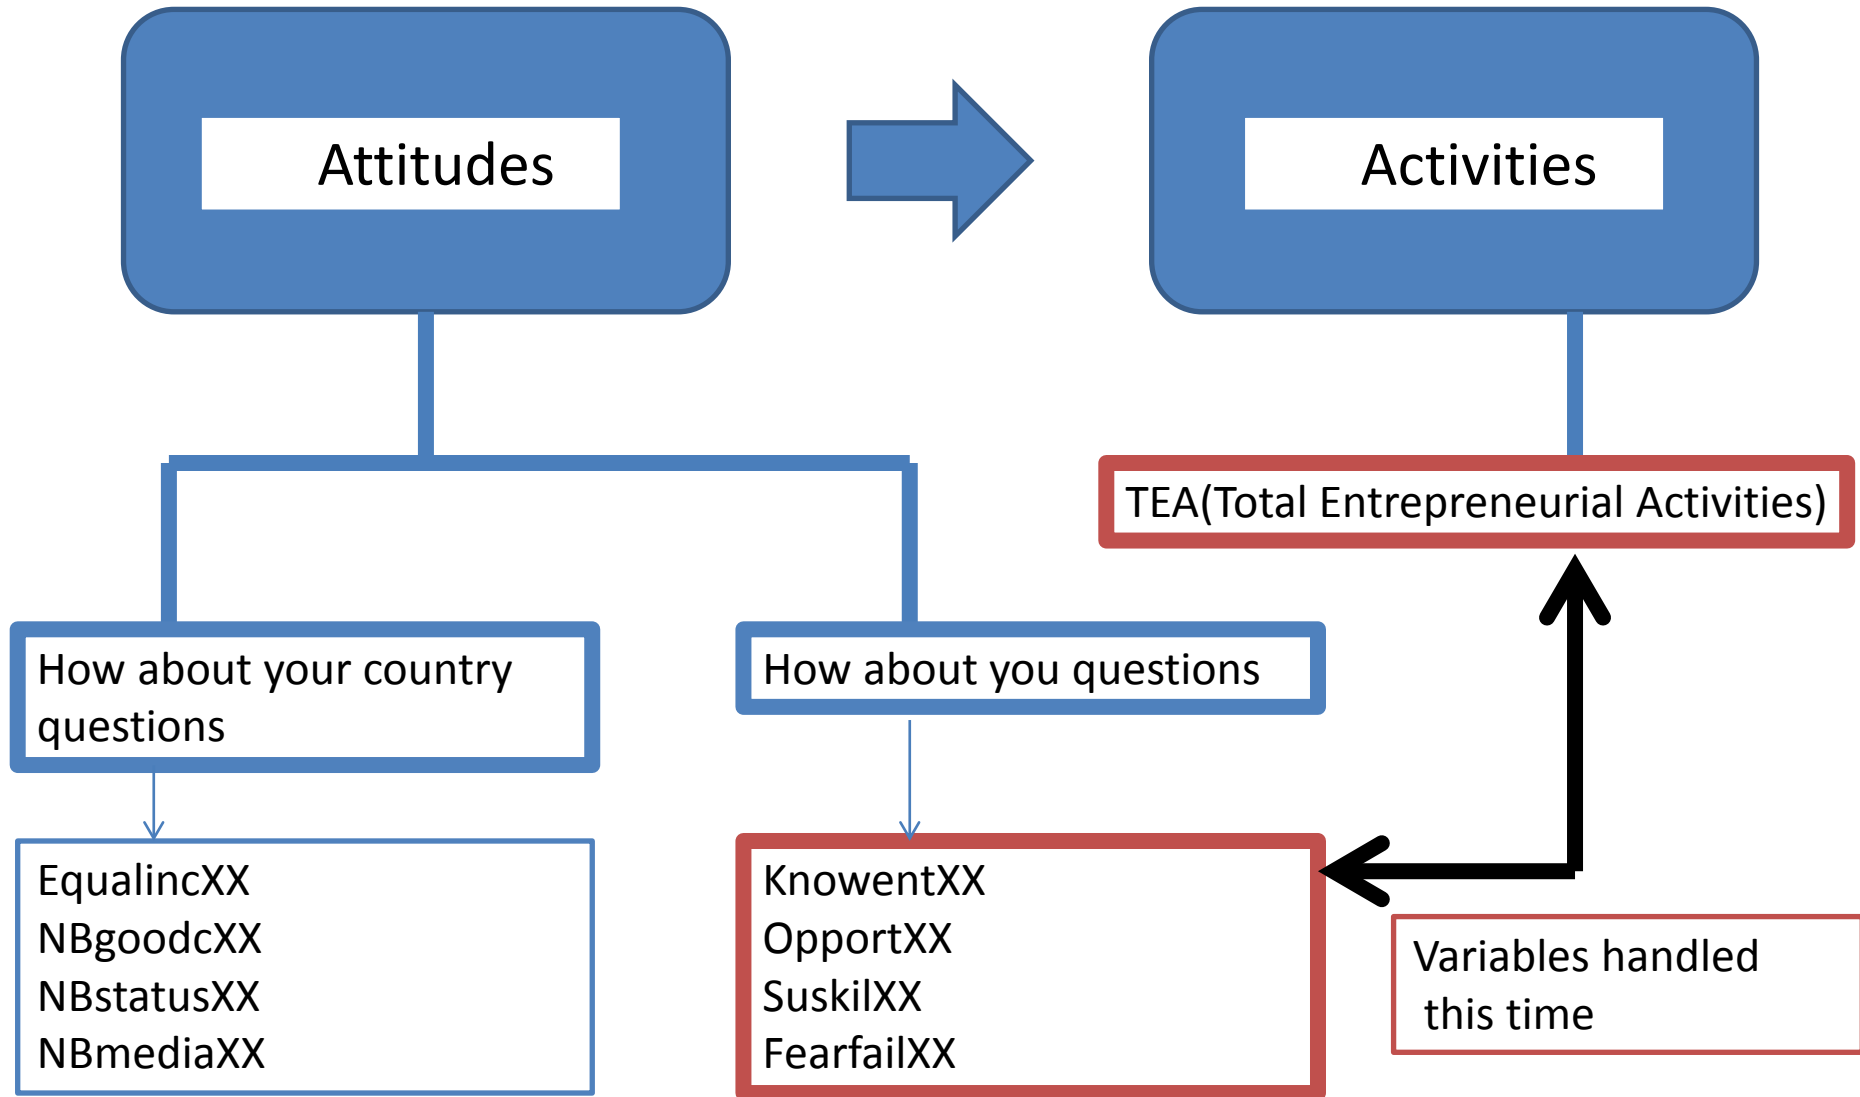 Attitudes
Activities
TEA(Total Entrepreneurial Activities)
How about your country
questions
How about you questions
EqualincXX
NBgoodcXX
NBstatusXX
NBmediaXX
KnowentXX
OpportXX
SuskilXX
FearfailXX
Variables handled
this time